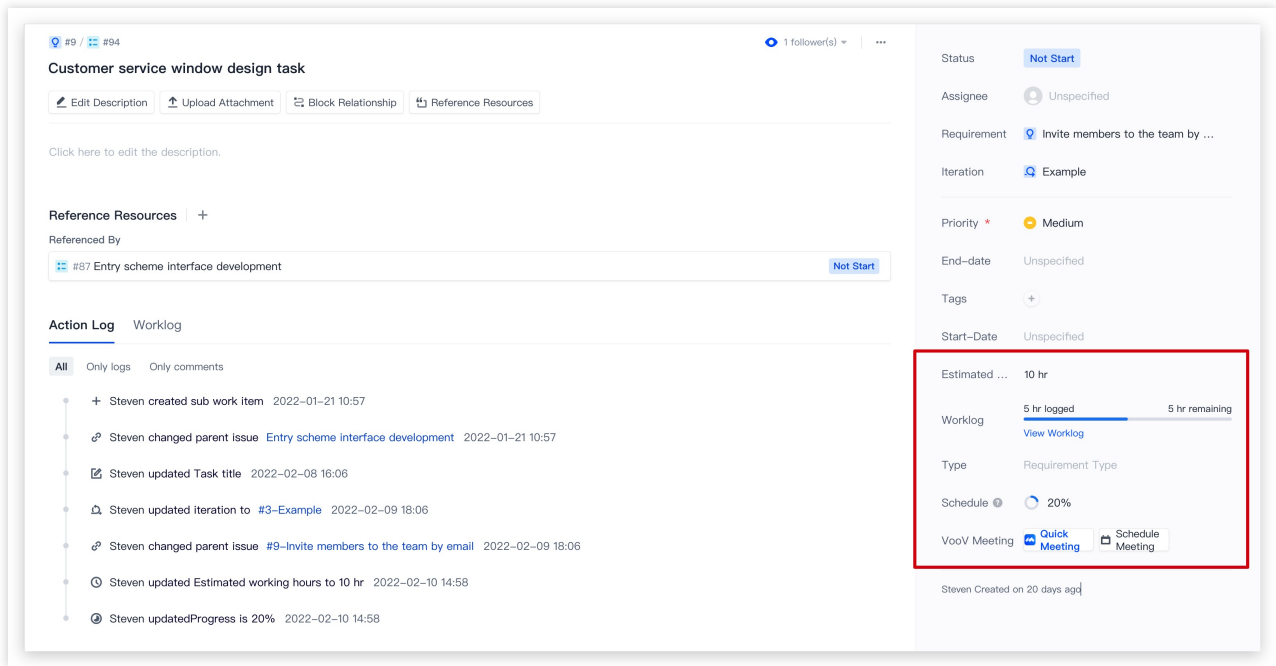 #9 / #94
1 follower(s)
Customer service window design task
Edit Description
Upload Attachment
Block Relationship
Reference Resources
Click here to edit the description.
Reference Resources +
Referenced By
#87 Entry scheme interface development
Not Start
Action Log
Worklog
All
Only logs
Only comments
Steven created sub work item 2022-01-21 10:57
Steven changed parent issue Entry scheme interface development 2022-01-21 10:57
Steven updated Task title 2022-02-08 16:06
Steven updated iteration to #3-Example 2022-02-09 18:06
Steven changed parent issue #9-Invite members to the team by email 2022-02-09 18:06
Steven updated Estimated working hours to 10 hr 2022-02-10 14:58
Steven updatedProgress is 20% 2022-02-10 14:58
Status Not Start
Assignee Unspecified
Requirement Invite members to the team by ...
Iteration Example
Priority * Medium
End-date Unspecified
Tags +
Start-Date Unspecified
Estimated ... 10 hr
5 hr logged 5 hr remaining
Worklog
View Worklog
Type Requirement Type
Schedule ? 20%
VooV Meeting
Quick
Meeting
Schedule
Meeting
Steven Created on 20 days ago